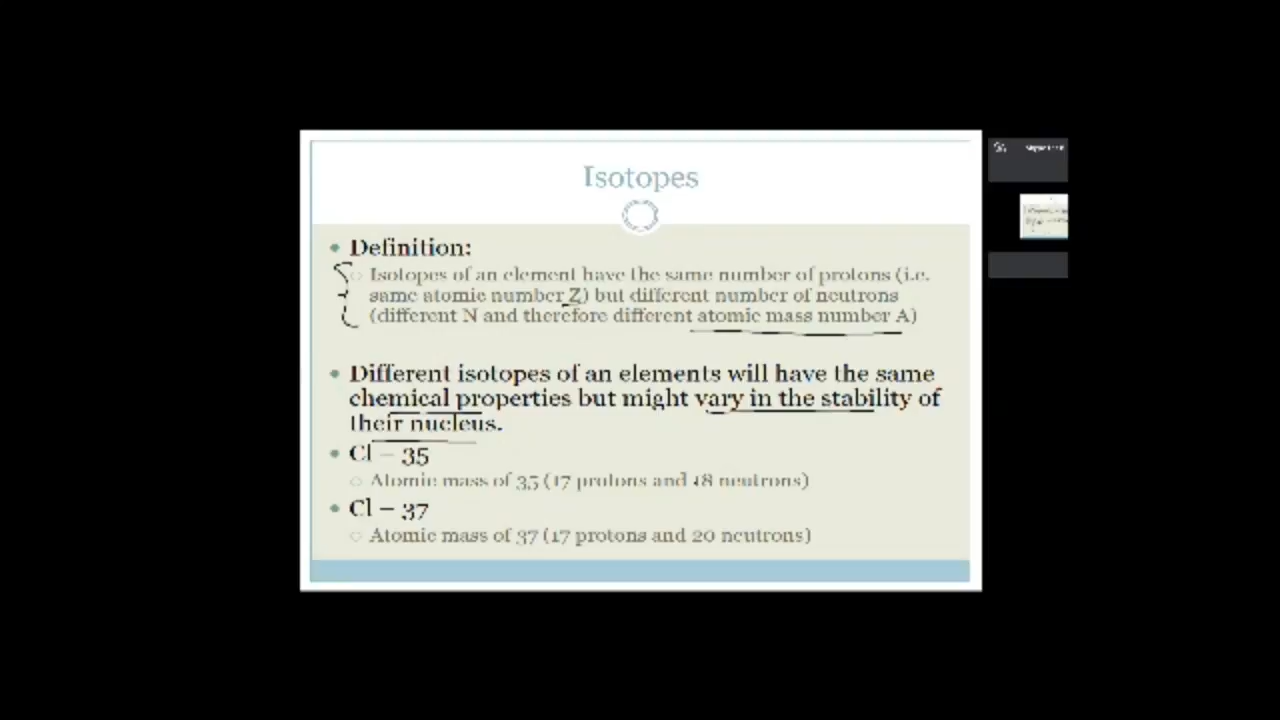 Isotopes
Definition:
Isotopes of an element have the same number of protons (i.e.
same atomic number Z) but different number of neutrons
(different N and therefore different atomic mass number A)
Different isotopes of an elements will have the same
chemical properties but might vary in the stability of
their nucleus.
Cl – 35
Atomic mass of 35 (17 protons and 18 neutrons)
Cl – 37
Atomic mass of 37 (17 protons and 20 neutrons)